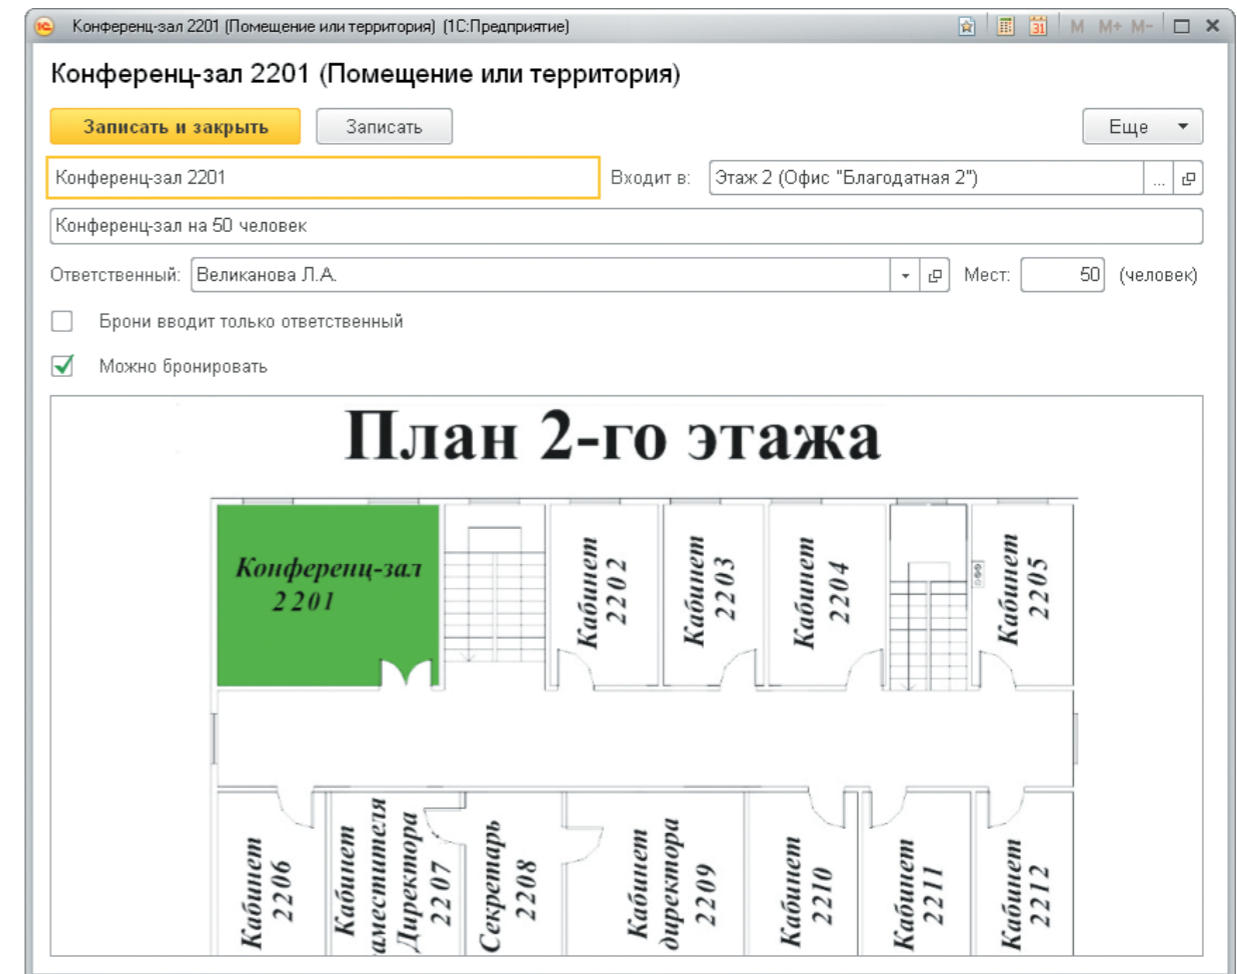 1С Конференц-зал 2201 (Помещение или территория) (1С:Предприятие) 31 M M+ M-
Конференц-зал 2201 (Помещение или территория)
Записать и закрыть Записать Еще
Конференц-зал 2201 Входит в: Этаж 2 (Офис "Благодатная 2") ...
Конференц-зал на 50 человек
Ответственный: Великанова Л.А. Мест: 50 (человек)
Брони вводит только ответственный
Можно бронировать
План 2-го этажа
Конференц-зал
2201
Кабинет
2202
Кабинет
2203
Кабинет
2204
Кабинет
2205
Кабинет
2206
Кабинет
аместителя
Директора
2207
Секретарь
2208
Кабинет
директора
2209
Кабинет
2210
Кабинет
2211
Кабинет
2212